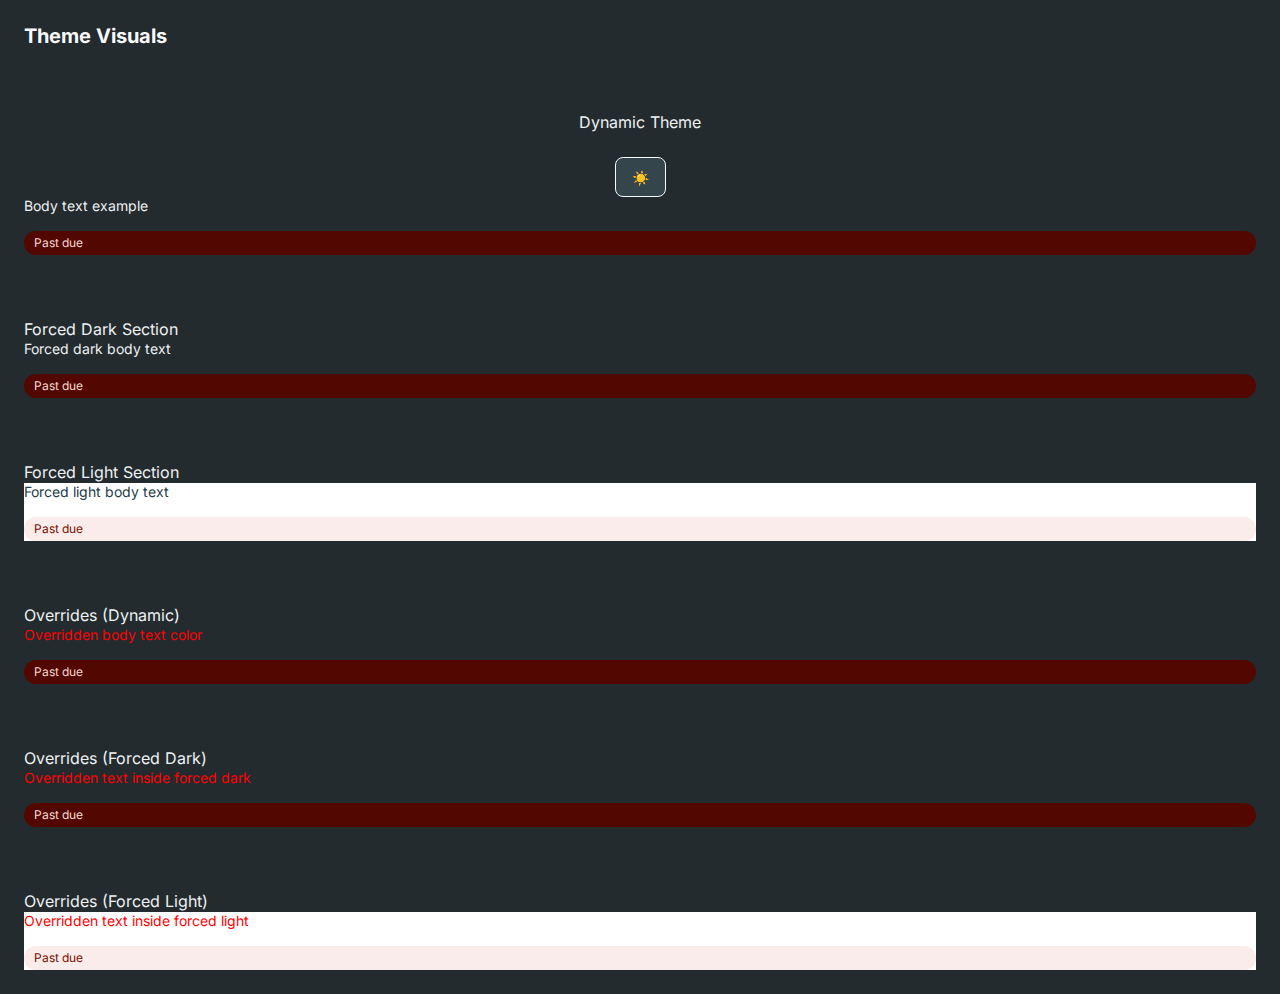 Theme Visuals
Dynamic Theme
Body text example
Past due
Forced Dark Section
Forced dark body text
Past due
Forced Light Section
Forced light body text
Past due
Overrides (Dynamic)
Overridden body text color
Past due
Overrides (Forced Dark)
Overridden text inside forced dark
Past due
Overrides (Forced Light)
Overridden text inside forced light
Past due